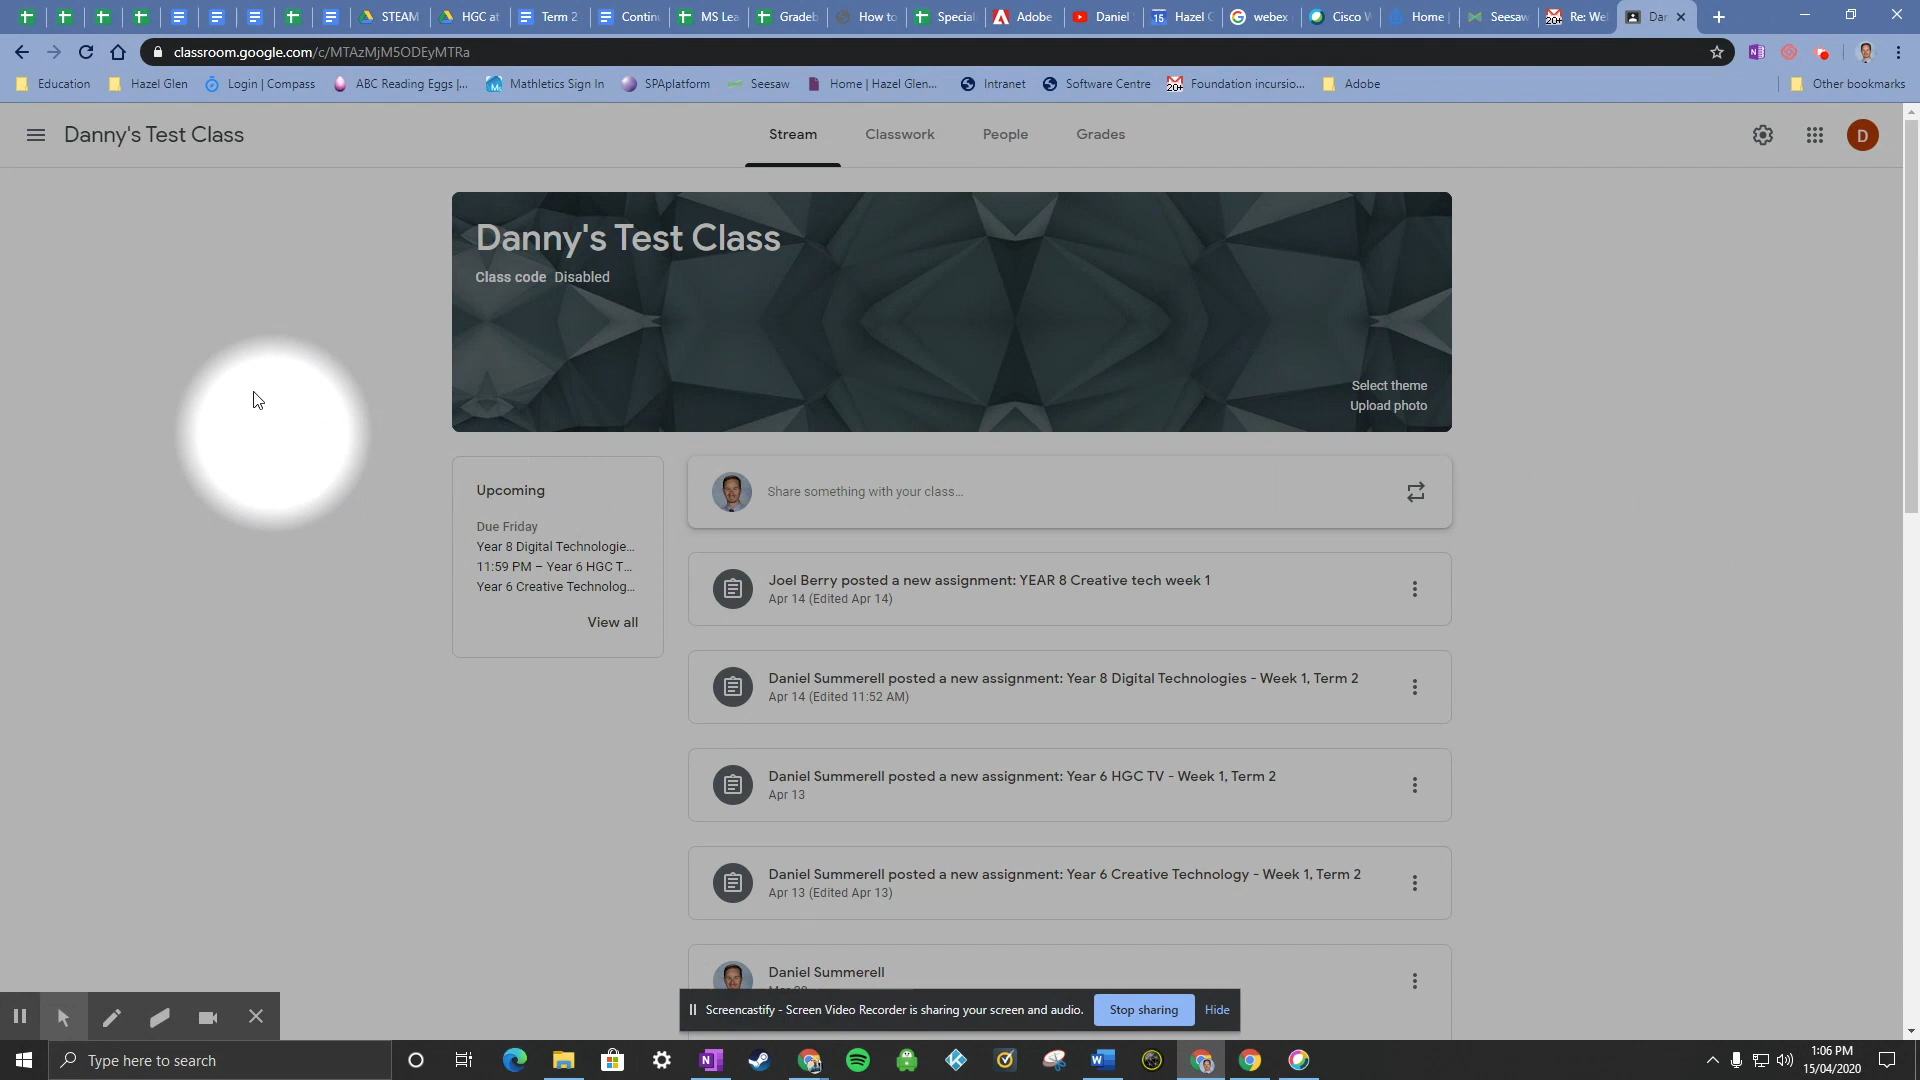 STEAM
HGC at
Term 2
Contin
MS Lea
Gradeb
How to
Special
Adobe
Daniel
15
Hazel G
webex
Cisco W
Home |
Seesaw
20+
Re: We
Dan
classroom.google.com/c/MTAzMjM5ODEyMTRa
Education
Hazel Glen
Login | Compass
ABC Reading Eggs |...
Mathletics Sign In
SPAplatform
Seesaw
Home | Hazel Glen...
Intranet
Software Centre
20+
Foundation incursio...
Adobe
Other bookmarks
Danny's Test Class
Stream
Classwork
People
Grades
D
Danny's Test Class
Class code Disabled
Select theme
Upload photo
Upcoming
Due Friday
Year 8 Digital Technologie...
11:59 PM – Year 6 HGC T...
Year 6 Creative Technolog...
View all
Share something with your class...
Joel Berry posted a new assignment: YEAR 8 Creative tech week 1
Apr 14 (Edited Apr 14)
Daniel Summerell posted a new assignment: Year 8 Digital Technologies - Week 1, Term 2
Apr 14 (Edited 11:52 AM)
Daniel Summerell posted a new assignment: Year 6 HGC TV - Week 1, Term 2
Apr 13
Daniel Summerell posted a new assignment: Year 6 Creative Technology - Week 1, Term 2
Apr 13 (Edited Apr 13)
Daniel Summerell
Screencastify - Screen Video Recorder is sharing your screen and audio.
Stop sharing
Hide
Type here to search
1:06 PM
15/04/2020